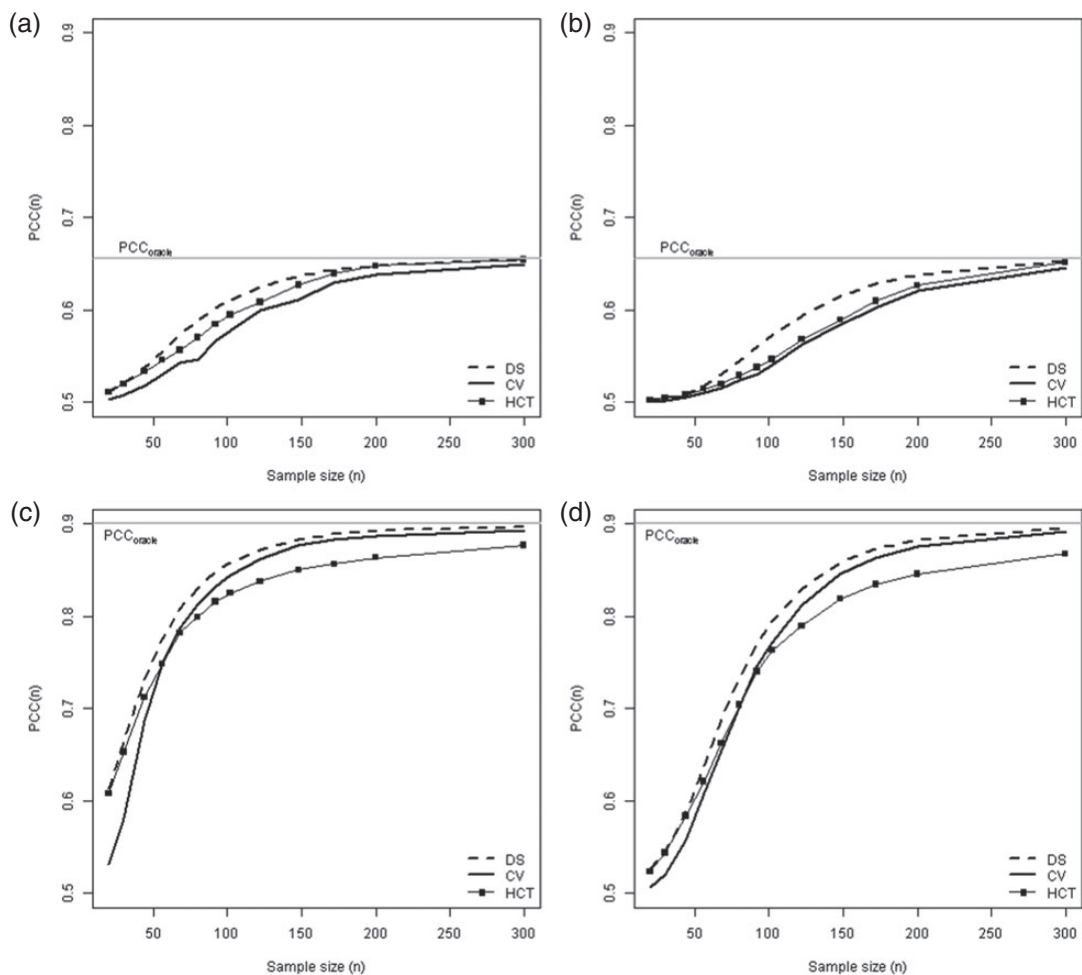 (a)
0.9
0.8
0.7
0.6
0.5
PCC(n)
PCCoracle
DS
CV
HCT
50 100 150 200 250 300
Sample size (n)
(b)
0.9
0.8
0.7
0.6
0.5
PCC(n)
PCCoracle
DS
CV
HCT
50 100 150 200 250 300
Sample size (n)
(c)
0.9
0.8
0.7
0.6
0.5
PCC(n)
PCCoracle
DS
CV
HCT
50 100 150 200 250 300
Sample size (n)
(d)
0.9
0.8
0.7
0.6
0.5
PCC(n)
PCCoracle
DS
CV
HCT
50 100 150 200 250 300
Sample size (n)